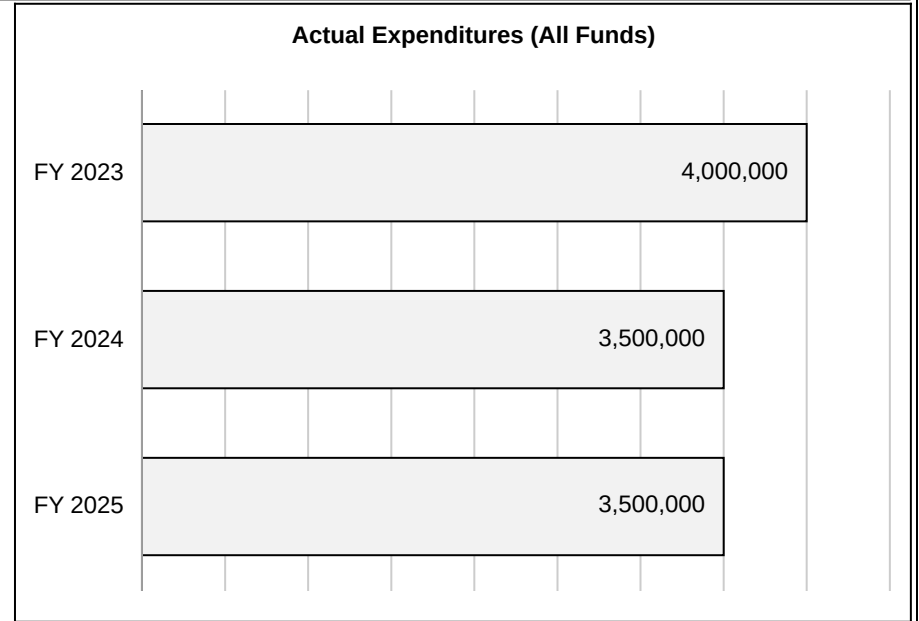 Actual Expenditures (All Funds)
FY 2023
4,000,000
FY 2024
3,500,000
FY 2025
3,500,000